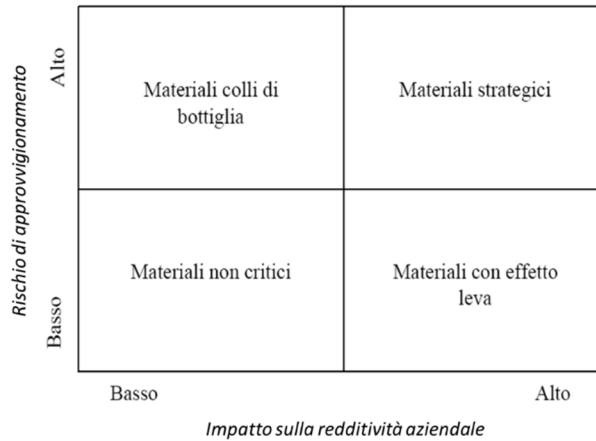 Rischio di approvvigionamento
Alto
Materiali colli di
bottiglia
Materiali strategici
Basso
Materiali non critici
Materiali con effetto
leva
Basso
Alto
Impatto sulla redditività aziendale